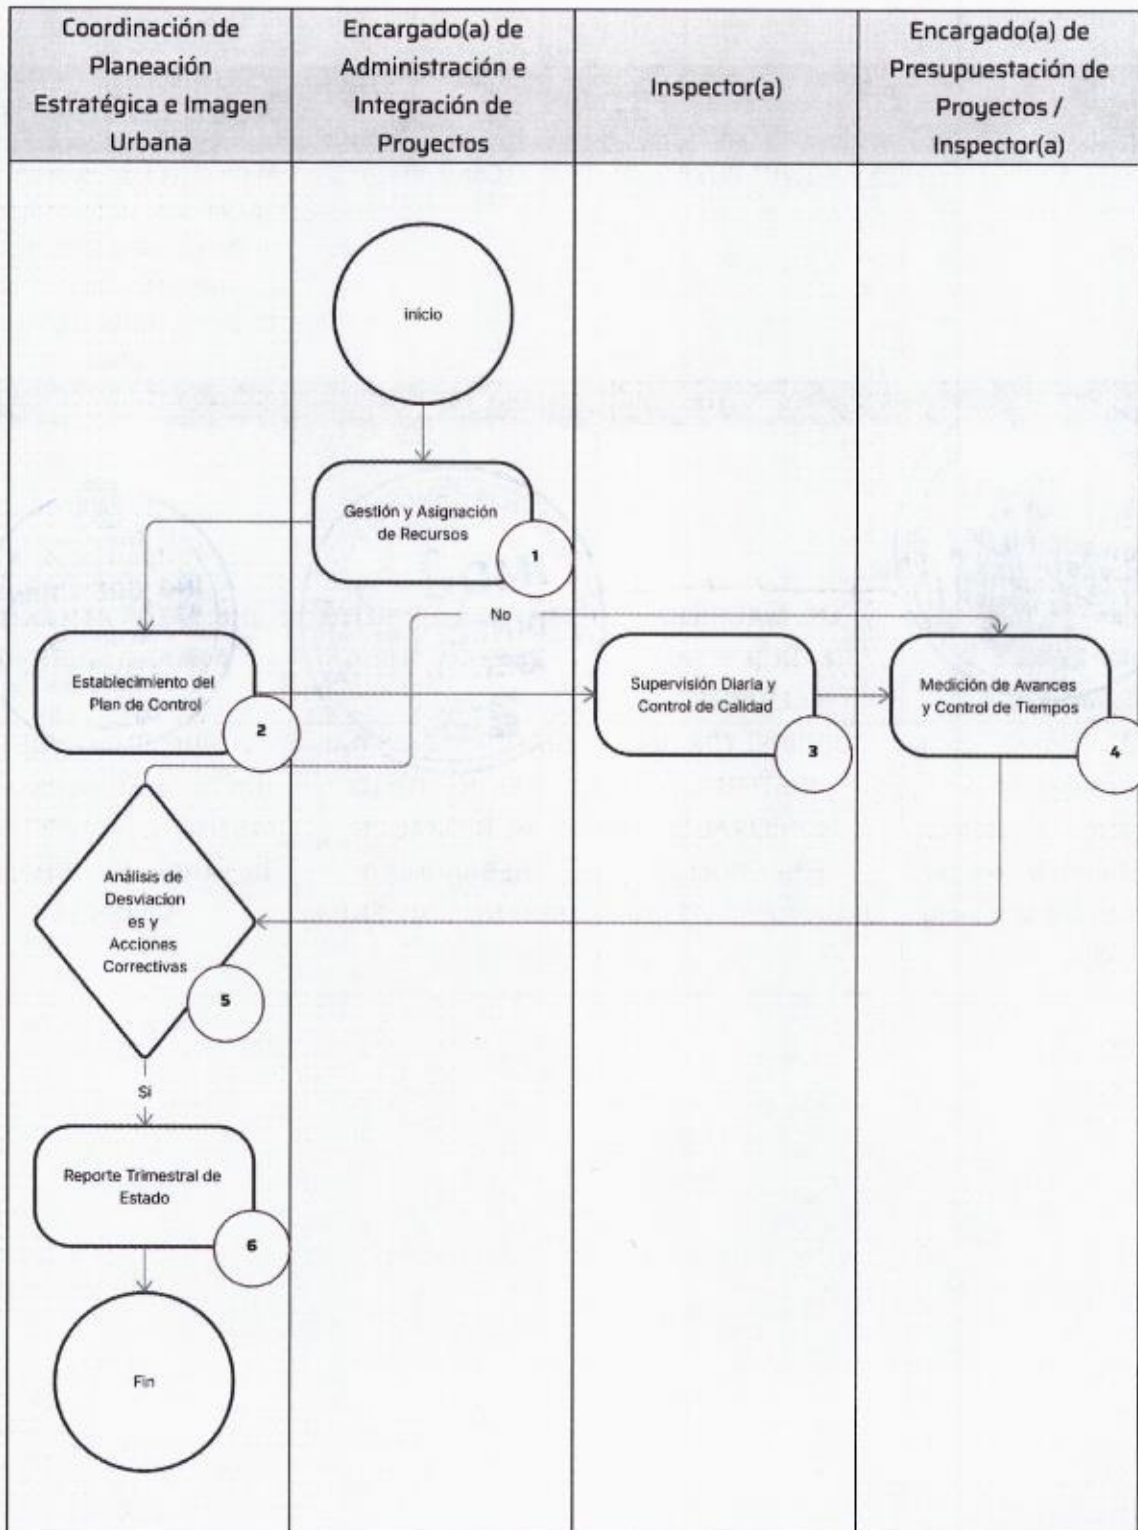 Coordinación de
Planeación
Estratégica e Imagen
Urbana
Encargado(a) de
Administración e
Integración de
Proyectos
Inspector(a)
Encargado(a) de
Presupuestación de
Proyectos /
Inspector(a)
inicio
Gestión y Asignación
de Recursos
1
No
Establecimiento del
Plan de Control
2
Supervisión Diaria y
Control de Calidad
3
Medición de Avances
y Control de Tiempos
4
Análisis de
Desviacion
es y
Acciones
Correctivas
5
Si
Reporte Trimestral de
Estado
6
Fin